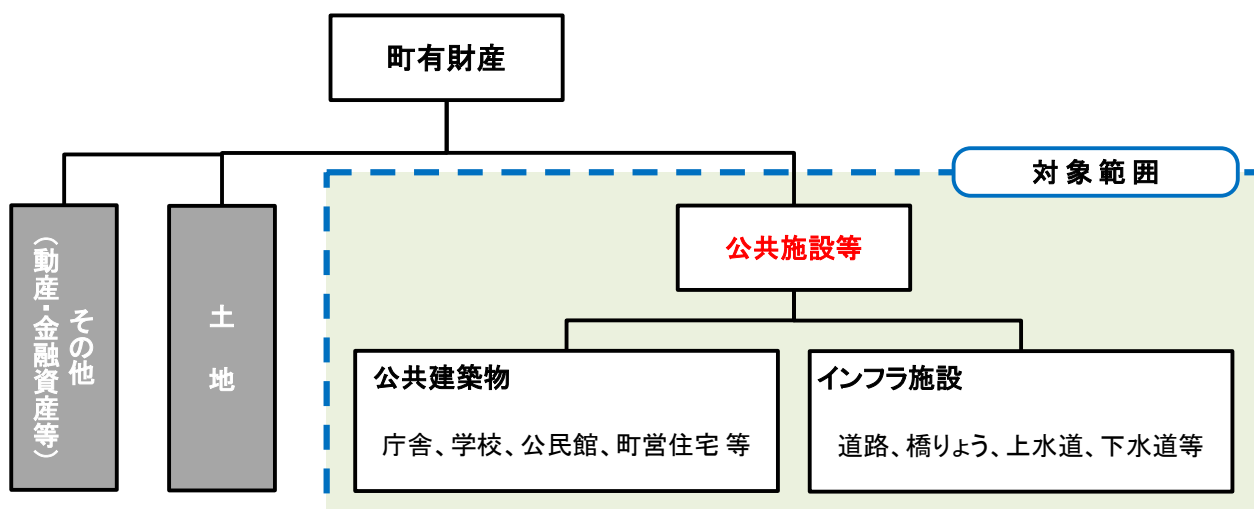 町有財産
対象範囲
公共施設等
その他
（動産・金融資産等）
土地
公共建築物
庁舎、学校、公民館、町営住宅 等
インフラ施設
道路、橋りょう、上水道、下水道等